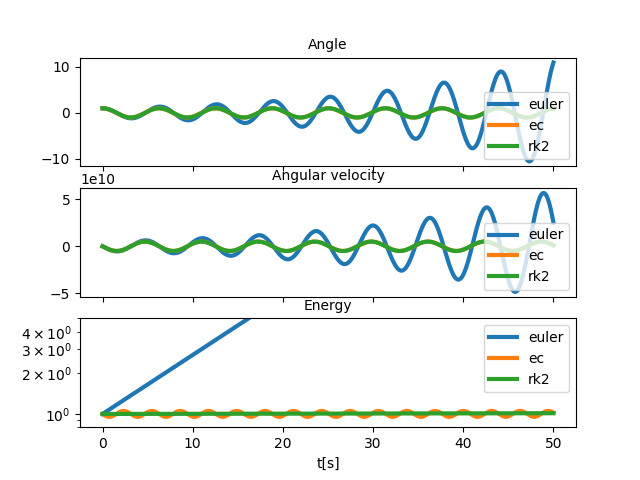 Angle
10
0
−10
euler
ec
rk2
1e10
Angular velocity
5
0
−5
euler
ec
rk2
Energy
4 × 10⁰
3 × 10⁰
2 × 10⁰
10⁰
euler
ec
rk2
0 10 20 30 40 50
t[s]